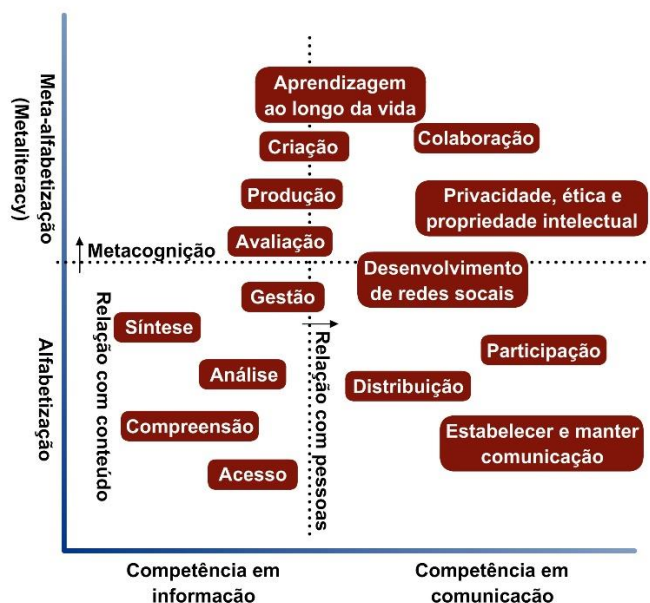 Meta-alfabetização
(Metaliteracy)
Aprendizagem
ao longo da vida
Criação
Colaboração
Produção
Privacidade, ética e
propriedade intelectual
Avaliação
Metacognição
Desenvolvimento
de redes socais
Gestão
Alfabetização
Relação com conteúdo
Síntese
Relação com pessoas
Participação
Análise
Distribuição
Compreensão
Estabelecer e manter
comunicação
Acesso
Competência em
informação
Competência em
comunicação